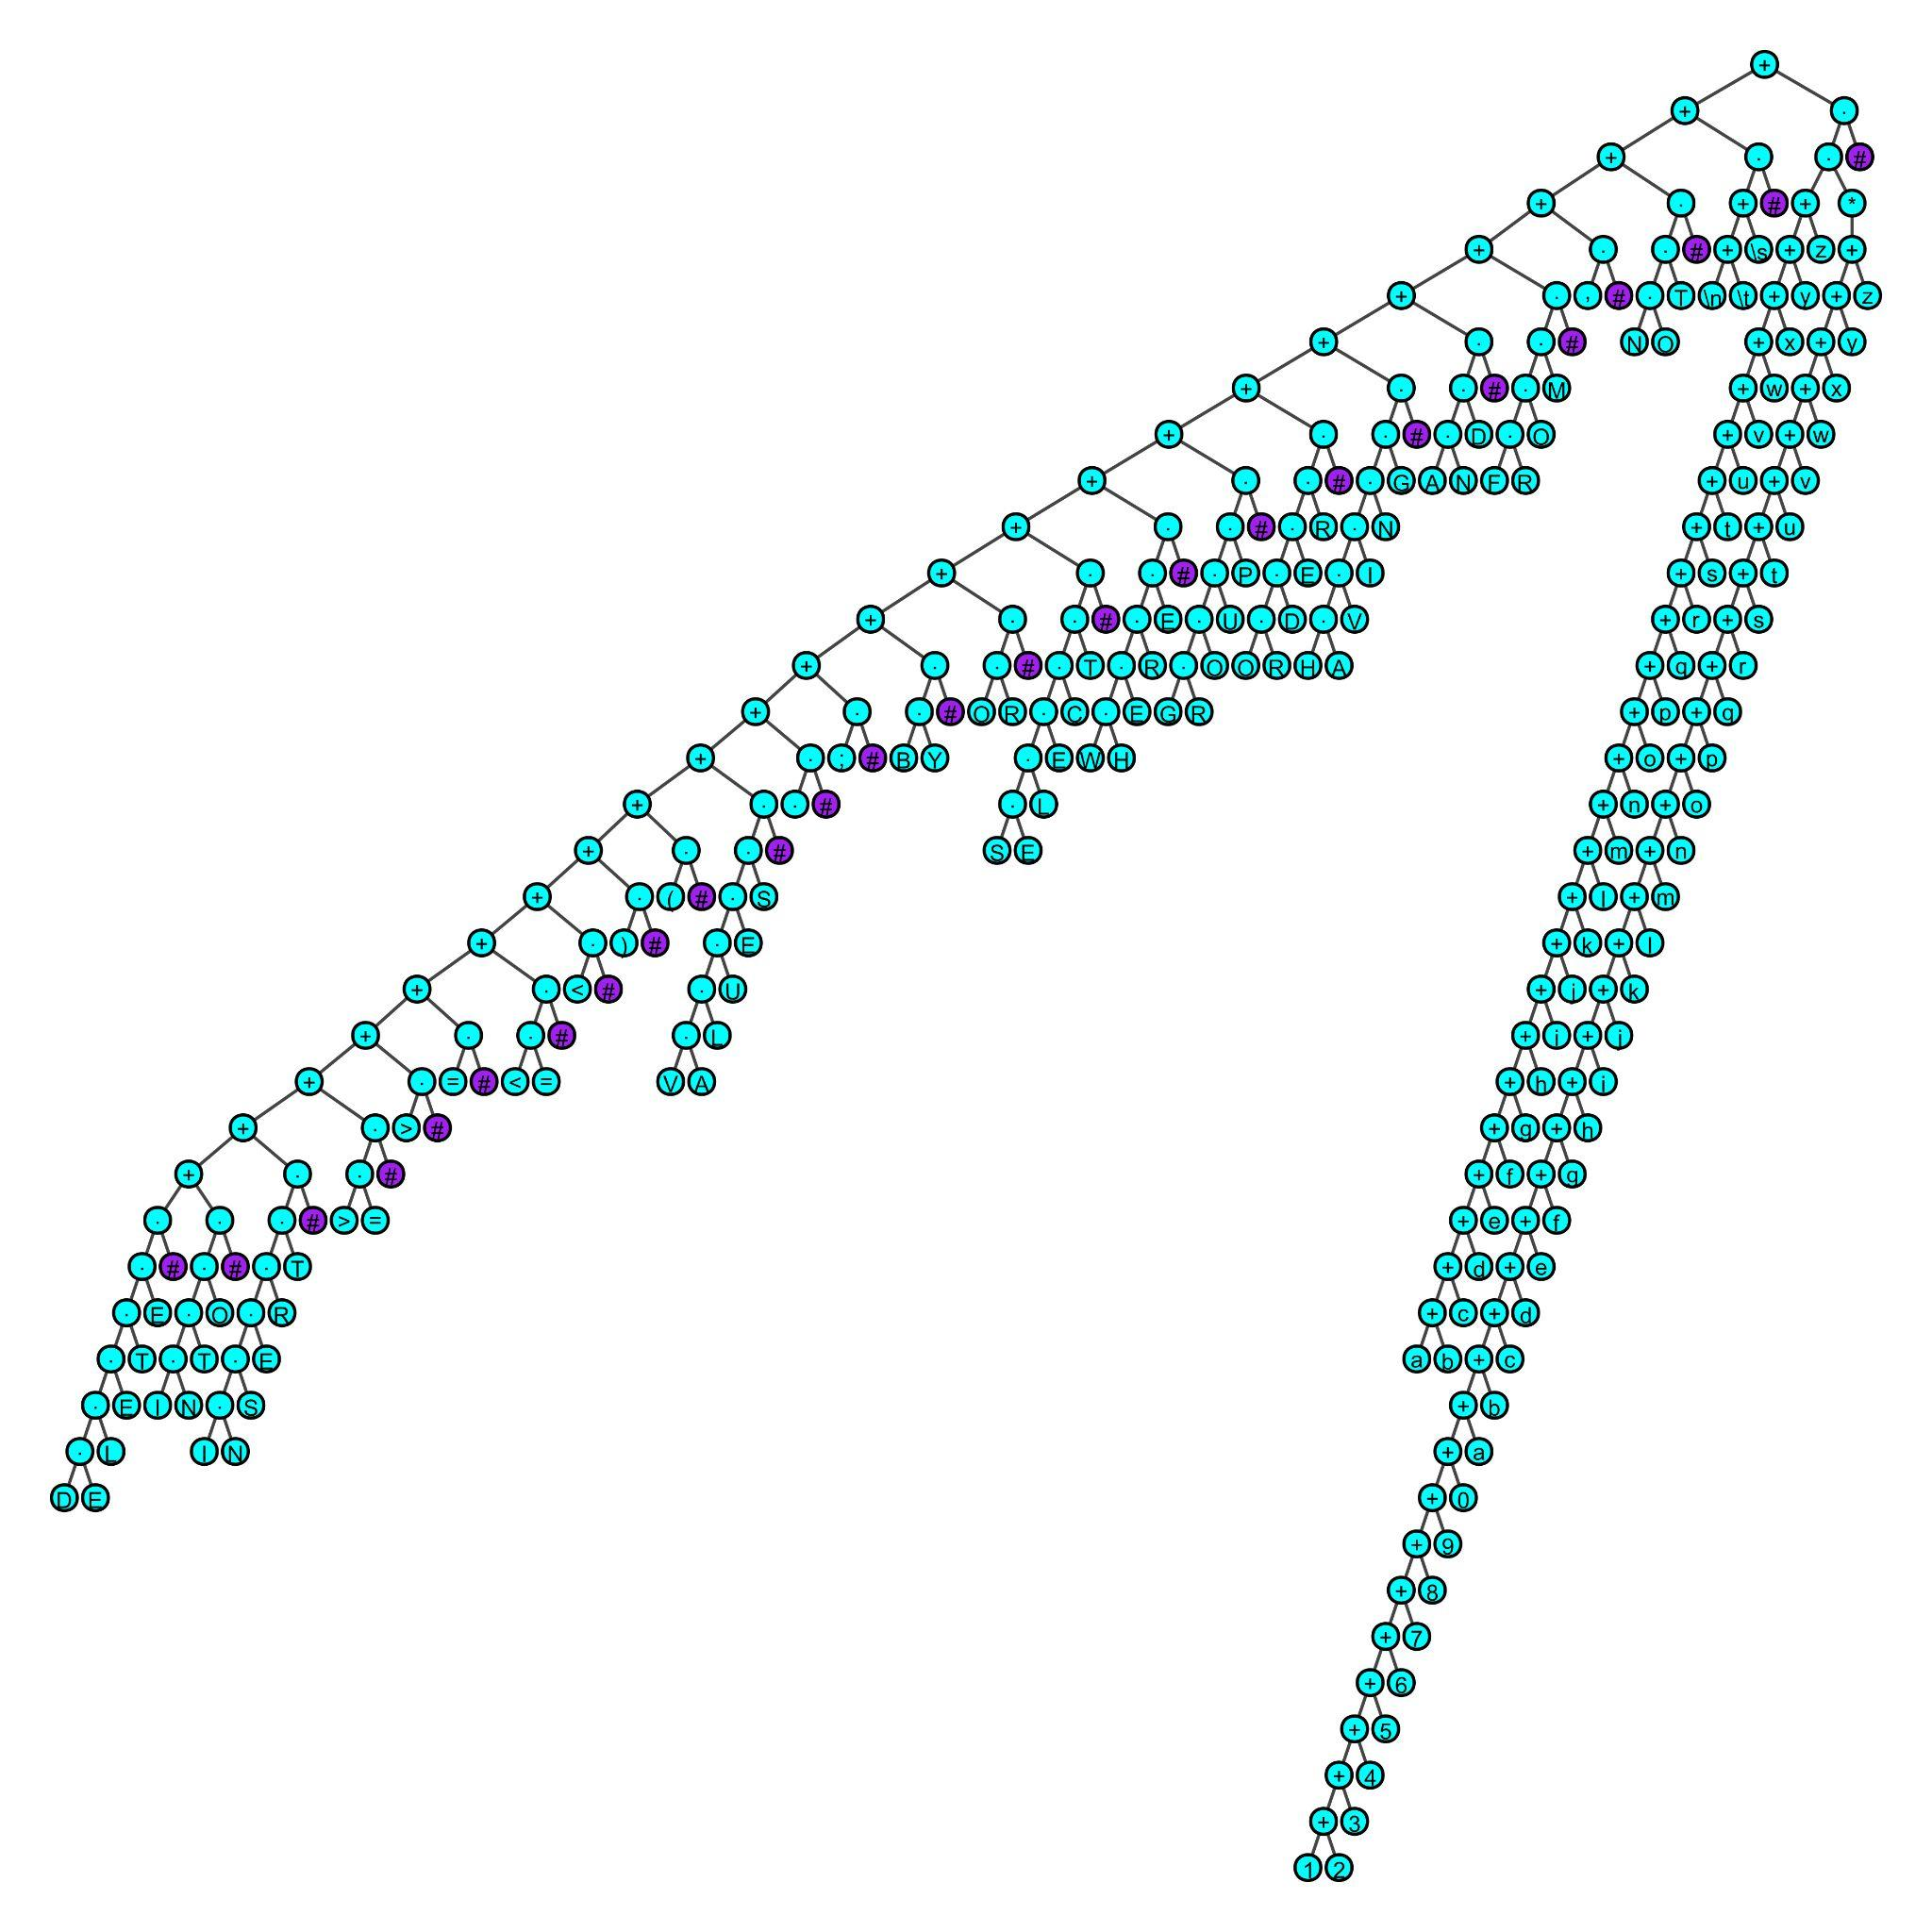 +
+ ·
+ · · #
+ · + # + *
+ · · # + \s + z +
+ · , # · T \n \t + y + z
+ · · # N O + x + y
+ · · # · M + w + x
+ · · # · D · O + v + w
+ · · # · G A N F R + u + v
+ · · # · R · N + t + u
+ · · # · P · E · I + s + t
+ · · # · E · U · D · V + r + s
+ · · # · T · R · O O R H A + q + r
+ · · # O R · C · E G R + p + q
+ · ; # B Y · E W H + o + p
+ · . # · L + n + o
+ · · # S E + m + n
+ · ( # · S + l + m
+ · ) # · E + k + l
+ · < # · U + j + k
+ · · # · L + i + j
+ · = # < = V A + h + i
+ · > # + g + h
+ · · # + f + g
· · · # > = + e + f
· # · # · T + d + e
· E · O · R + c + d
· T · T · E a b + c
· E I N · S + b
· L I N + a
D E + 0
+ 9
+ 8
+ 7
+ 6
+ 5
+ 4
+ 3
1 2